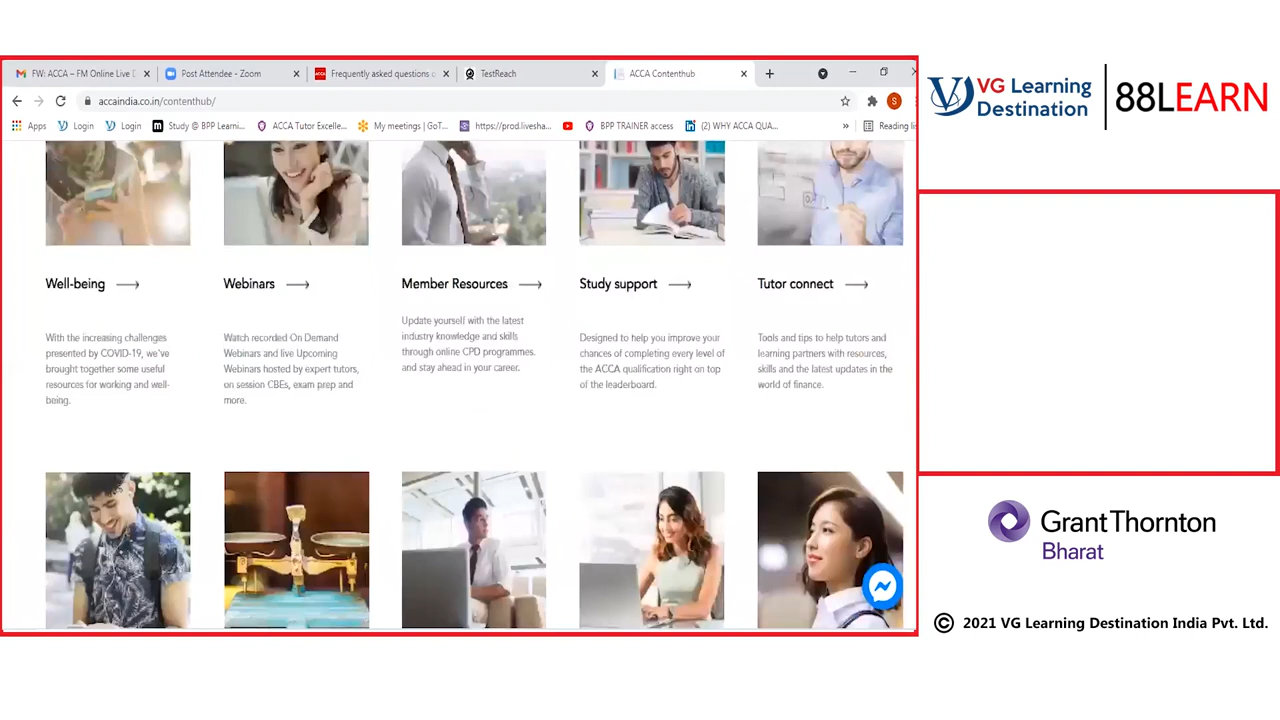 FW: ACCA – FM Online Live
Post Attendee - Zoom
Frequently asked questions
TestReach
ACCA Contenthub
accaindia.co.in/contenthub/
S
Apps
Login
Login
Study @ BPP Learni...
ACCA Tutor Excelle...
My meetings | GoT...
https://prod.livesha...
BPP TRAINER access
(2) WHY ACCA QUA...
»
Reading lis
VG Learning
Destination
88LEARN
Well-being
Webinars
Member Resources
Study support
Tutor connect
With the increasing challenges
presented by COVID-19, we've
brought together some useful
resources for working and well-
being.
Watch recorded On Demand
Webinars and live Upcoming
Webinars hosted by expert tutors,
on session CBEs, exam prep and
more.
Update yourself with the latest
industry knowledge and skills
through online CPD programmes.
and stay ahead in your career.
Designed to help you improve your
chances of completing every level of
the ACCA qualification right on top
of the leaderboard.
Tools and tips to help tutors and
learning partners with resources,
skills and the latest updates in the
world of finance.
Grant Thornton
Bharat
© 2021 VG Learning Destination India Pvt. Ltd.